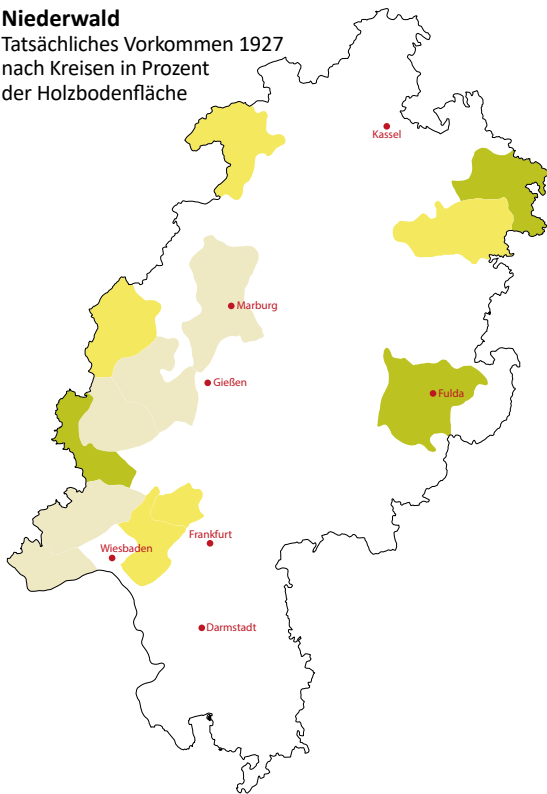 Niederwald
Tatsächliches Vorkommen 1927
nach Kreisen in Prozent
der Holzbodenfläche
Kassel
Marburg
Gießen
Fulda
Frankfurt
Wiesbaden
Darmstadt